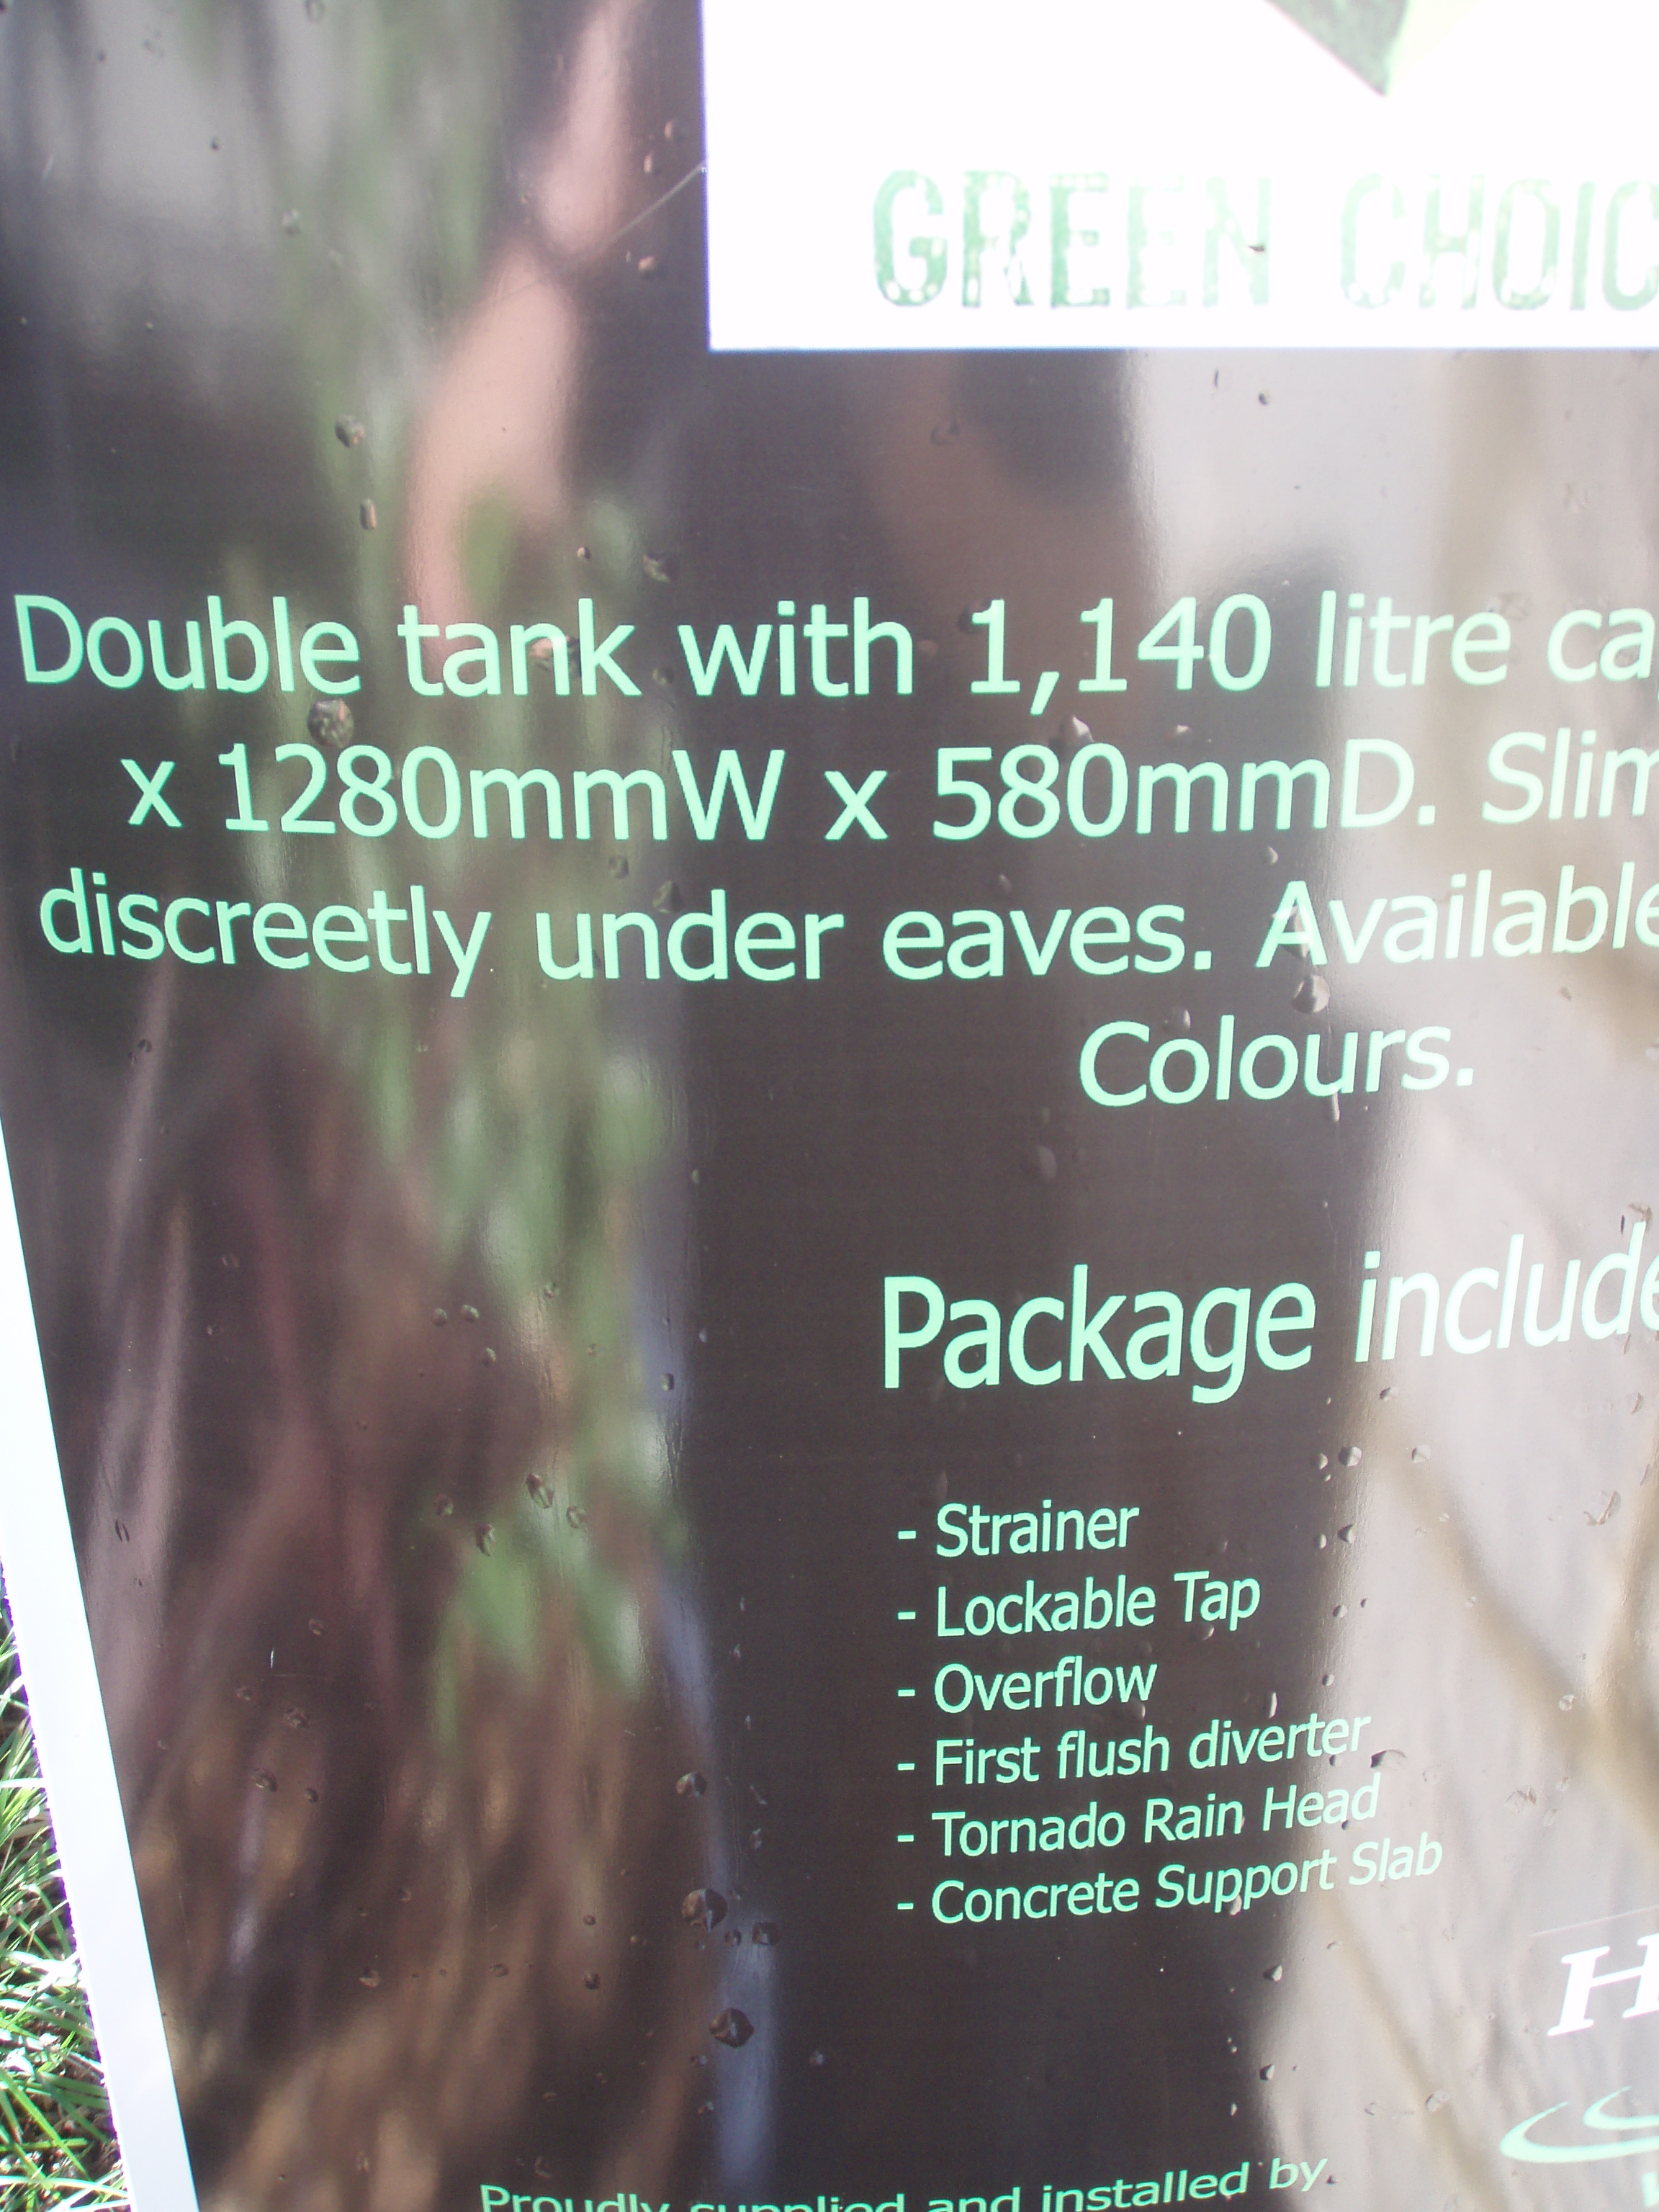 GREEN CHOIC
Double tank with 1,140 litre ca
x 1280mmW x 580mmD. Slim
discreetly under eaves. Available
Colours.
Package include
- Strainer
- Lockable Tap
- Overflow
- First flush diverter
- Tornado Rain Head
- Concrete Support Slab
H
Proudly supplied and installed by